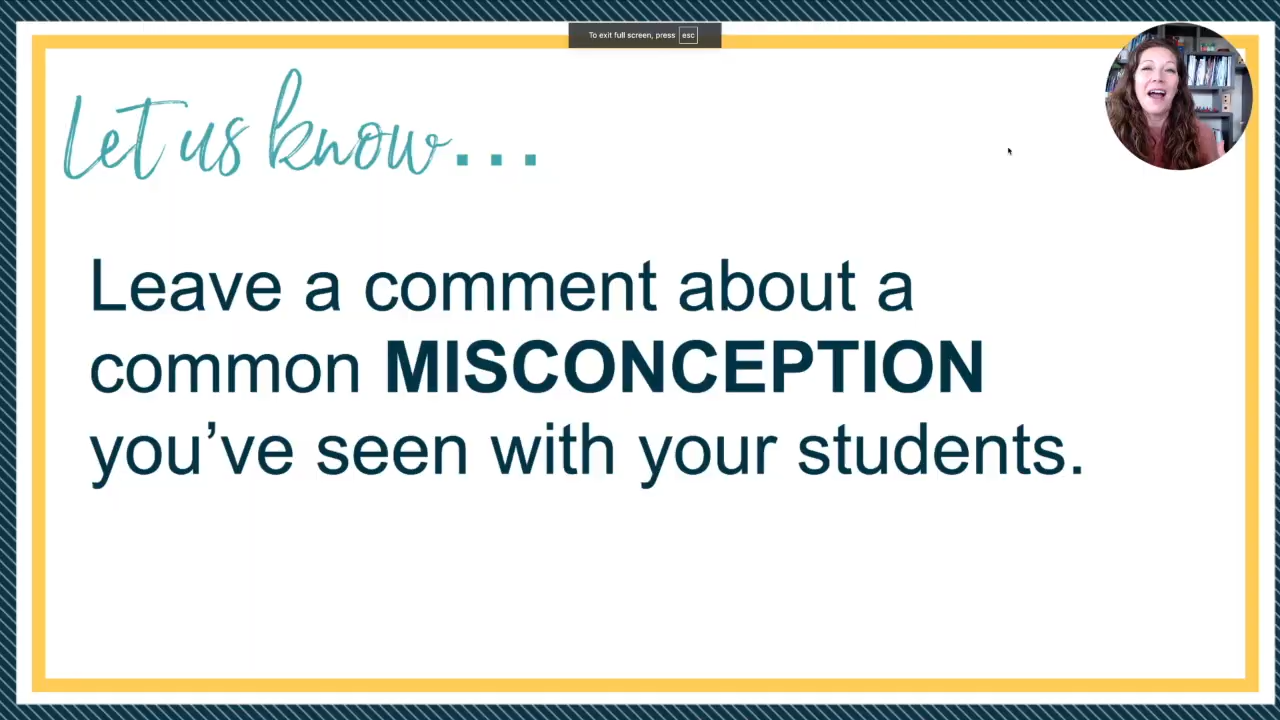 To exit full screen, press esc
Let us know...
Leave a comment about a
common MISCONCEPTION
you’ve seen with your students.